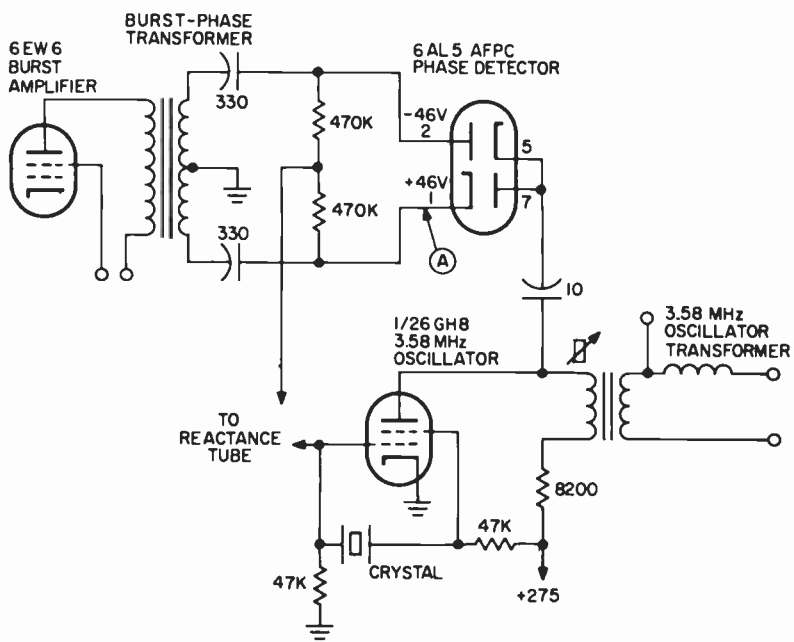 BURST-PHASE
TRANSFORMER
6EW6
BURST
AMPLIFIER
6AL5 AFPC
PHASE DETECTOR
330
470K
-46V
2
5
+46V
1
7
470K
330
A
10
1/2 6GH8
3.58 MHz
OSCILLATOR
3.58 MHz
OSCILLATOR
TRANSFORMER
TO
REACTANCE
TUBE
8200
47K
CRYSTAL
47K
+275